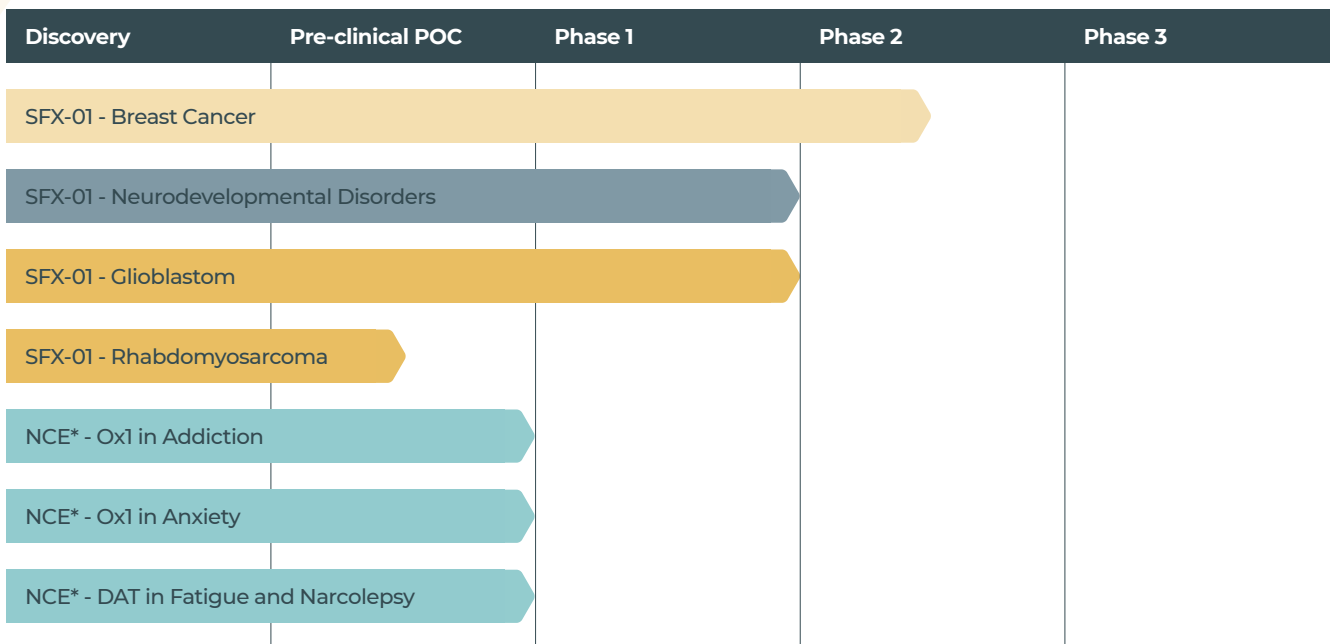 Discovery Pre-clinical POC Phase 1 Phase 2 Phase 3
SFX-01 - Breast Cancer
SFX-01 - Neurodevelopmental Disorders
SFX-01 - Glioblastom
SFX-01 - Rhabdomyosarcoma
NCE* - Ox1 in Addiction
NCE* - Ox1 in Anxiety
NCE* - DAT in Fatigue and Narcolepsy